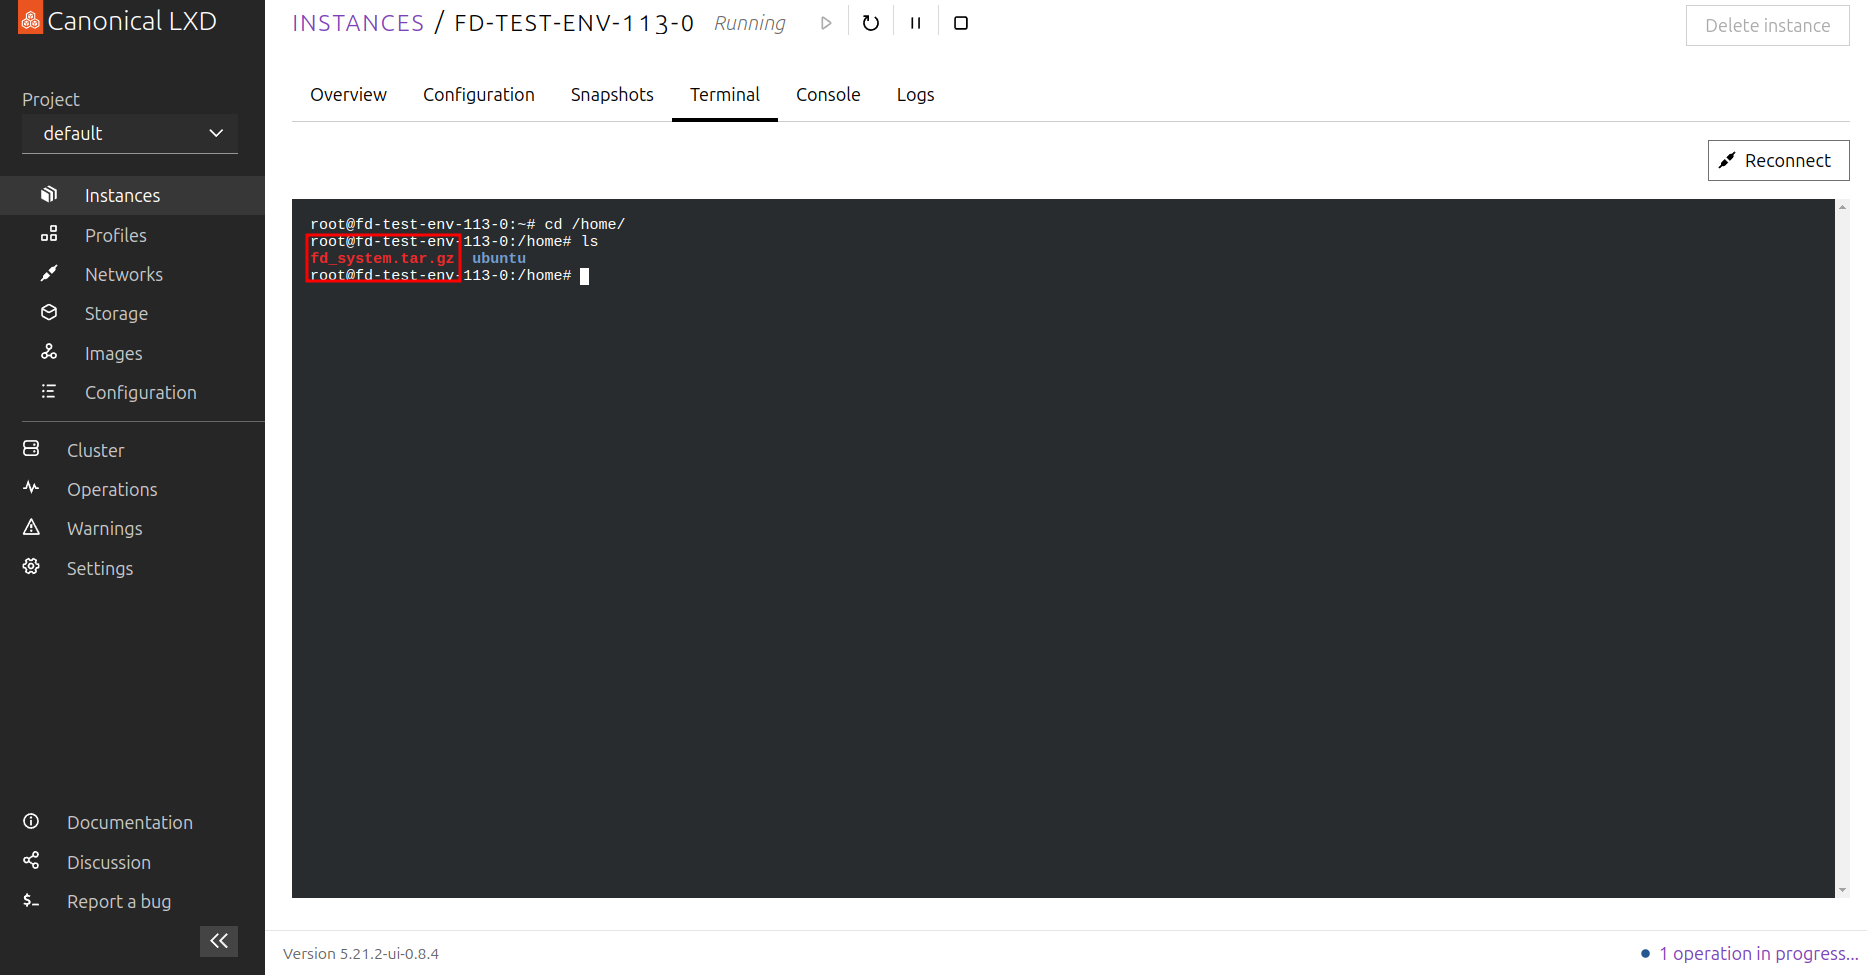 Canonical LXD
Project
default
Instances
Profiles
Networks
Storage
Images
Configuration
Cluster
Operations
Warnings
Settings
Documentation
Discussion
Report a bug
INSTANCES / FD-TEST-ENV-113-0 Running
Delete instance
Overview Configuration Snapshots Terminal Console Logs
Reconnect
root@fd-test-env-113-0:~# cd /home/
root@fd-test-env-113-0:/home# ls
fd_system.tar.gz ubuntu
root@fd-test-env-113-0:/home#
Version 5.21.2-ui-0.8.4
1 operation in progress...